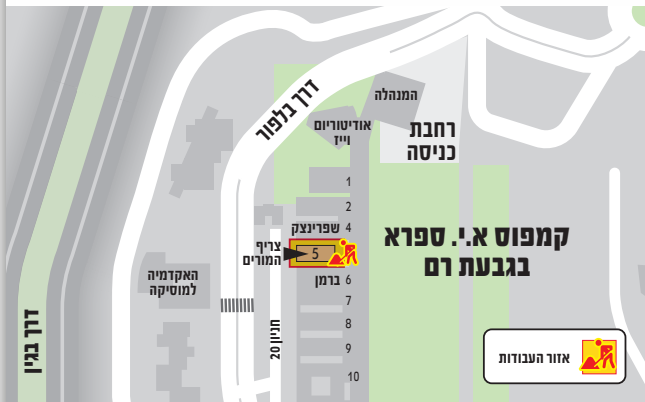 דרך בלפור
המנהלה
אודיטוריום
וייז
רחבת
כניסה
1
2
שפרינצק
4
צריף
המורים
5
ברמן
6
7
8
9
10
קמפוס א.י. ספרא
בגבעת רם
האקדמיה
למוסיקה
חניון 20
דרך בגין
אזור העבודות